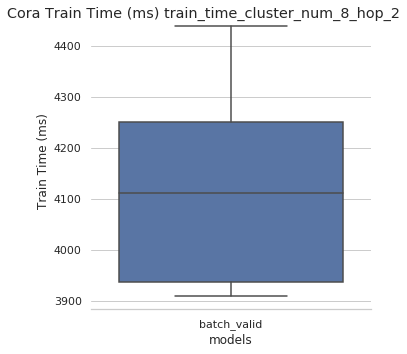 Cora Train Time (ms) train_time_cluster_num_8_hop_2
4400
4300
4200
4100
4000
3900
Train Time (ms)
batch_valid
models